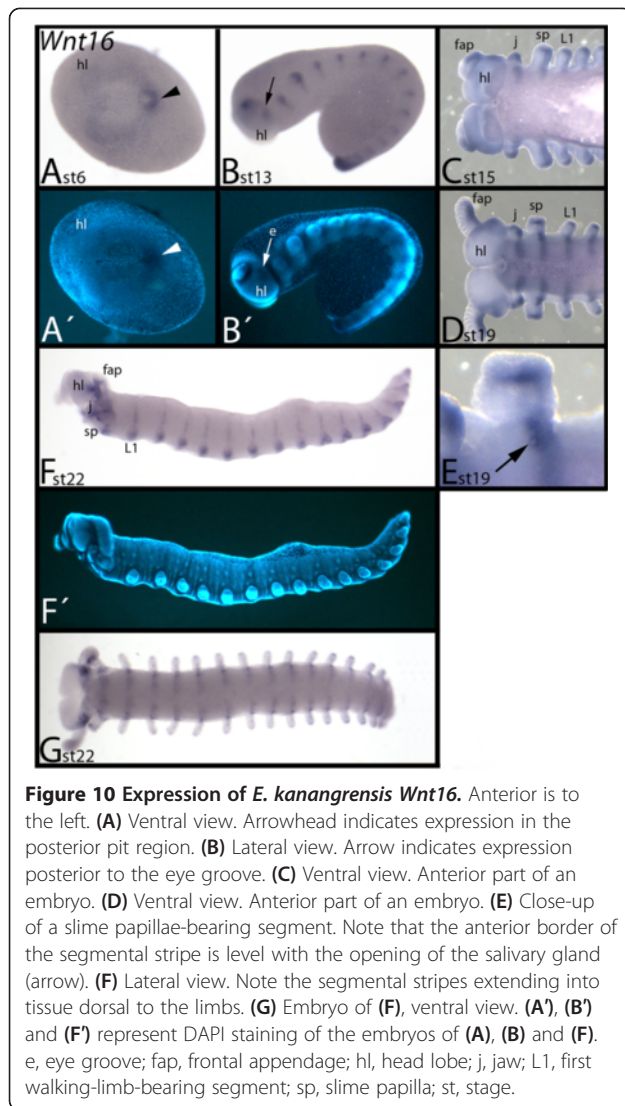 Wnt16
hl
A st6
hl
B st13
fap j sp L1
hl
C st15
hl
A´
e
hl
B´
fap
j sp L1
hl
D st19
fap
hl
j
sp
L1
F st22
E st19
F´
G st22
Figure 10 Expression of E. kanangrensis Wnt16. Anterior is to
the left. (A) Ventral view. Arrowhead indicates expression in the
posterior pit region. (B) Lateral view. Arrow indicates expression
posterior to the eye groove. (C) Ventral view. Anterior part of an
embryo. (D) Ventral view. Anterior part of an embryo. (E) Close-up
of a slime papillae-bearing segment. Note that the anterior border of
the segmental stripe is level with the opening of the salivary gland
(arrow). (F) Lateral view. Note the segmental stripes extending into
tissue dorsal to the limbs. (G) Embryo of (F), ventral view. (A’), (B’)
and (F’) represent DAPI staining of the embryos of (A), (B) and (F).
e, eye groove; fap, frontal appendage; hl, head lobe; j, jaw; L1, first
walking-limb-bearing segment; sp, slime papilla; st, stage.